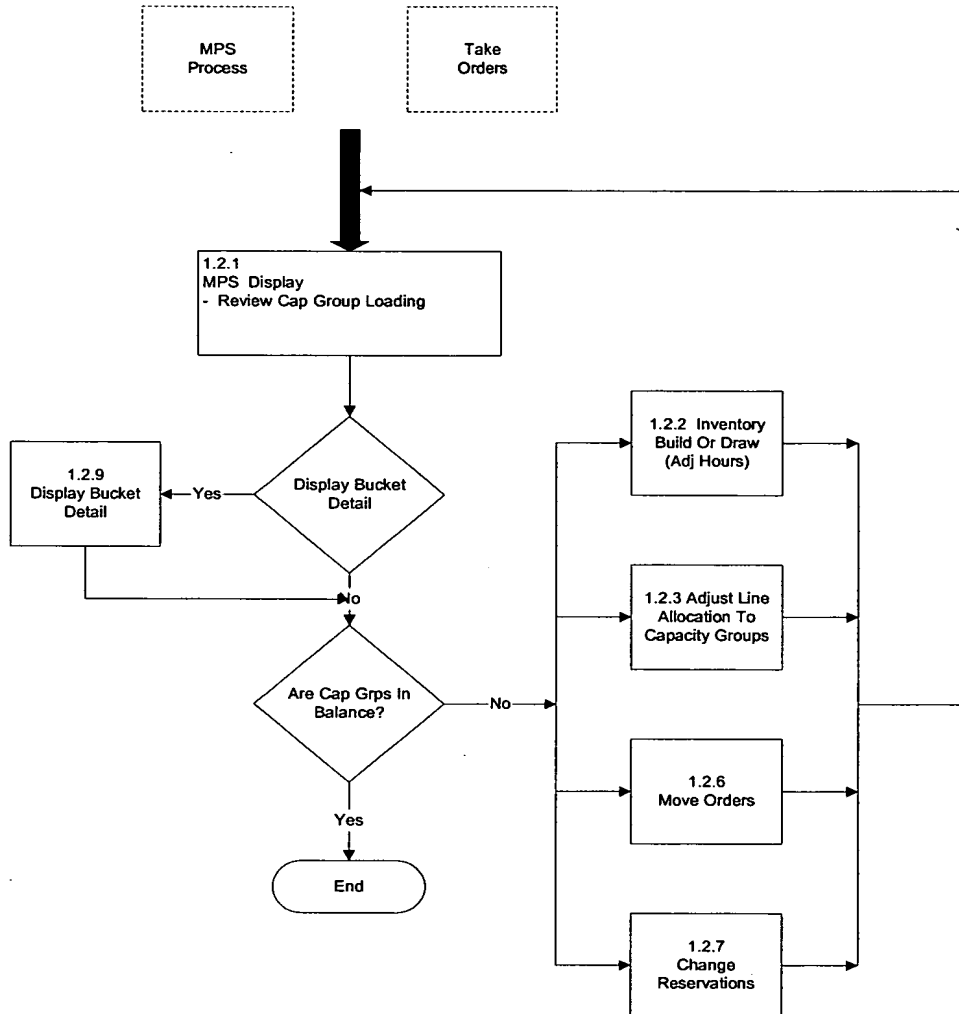 MPS
Process
Take
Orders
1.2.1
MPS Display
- Review Cap Group Loading
Display Bucket
Detail
Yes
1.2.9
Display Bucket
Detail
No
Are Cap Grps In
Balance?
No
Yes
End
1.2.2 Inventory
Build Or Draw
(Adj Hours)
1.2.3 Adjust Line
Allocation To
Capacity Groups
1.2.6
Move Orders
1.2.7
Change
Reservations